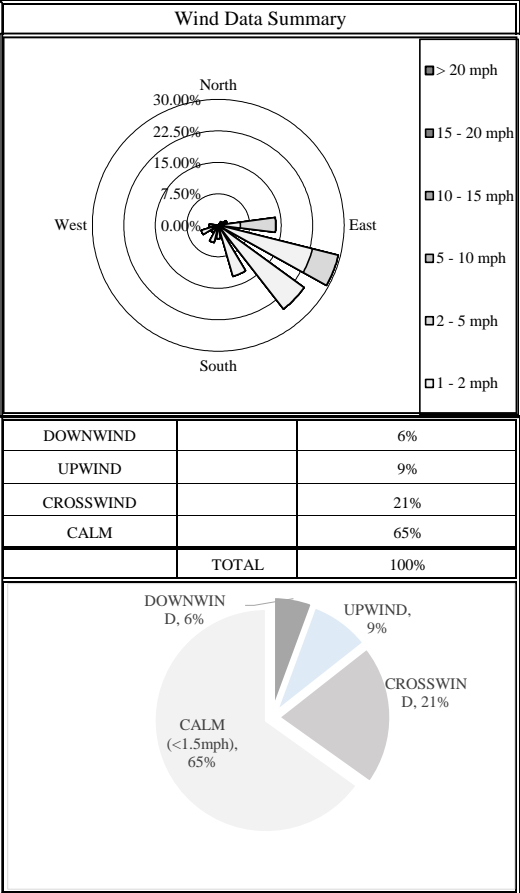 Wind Data Summary
North
30.00%
22.50%
15.00%
7.50%
0.00%
West
East
South
> 20 mph
15 - 20 mph
10 - 15 mph
5 - 10 mph
2 - 5 mph
1 - 2 mph
DOWNWIND 6%
UPWIND 9%
CROSSWIND 21%
CALM 65%
TOTAL 100%
DOWNWIN
D, 6%
UPWIND,
9%
CROSSWIN
D, 21%
CALM
(<1.5mph),
65%